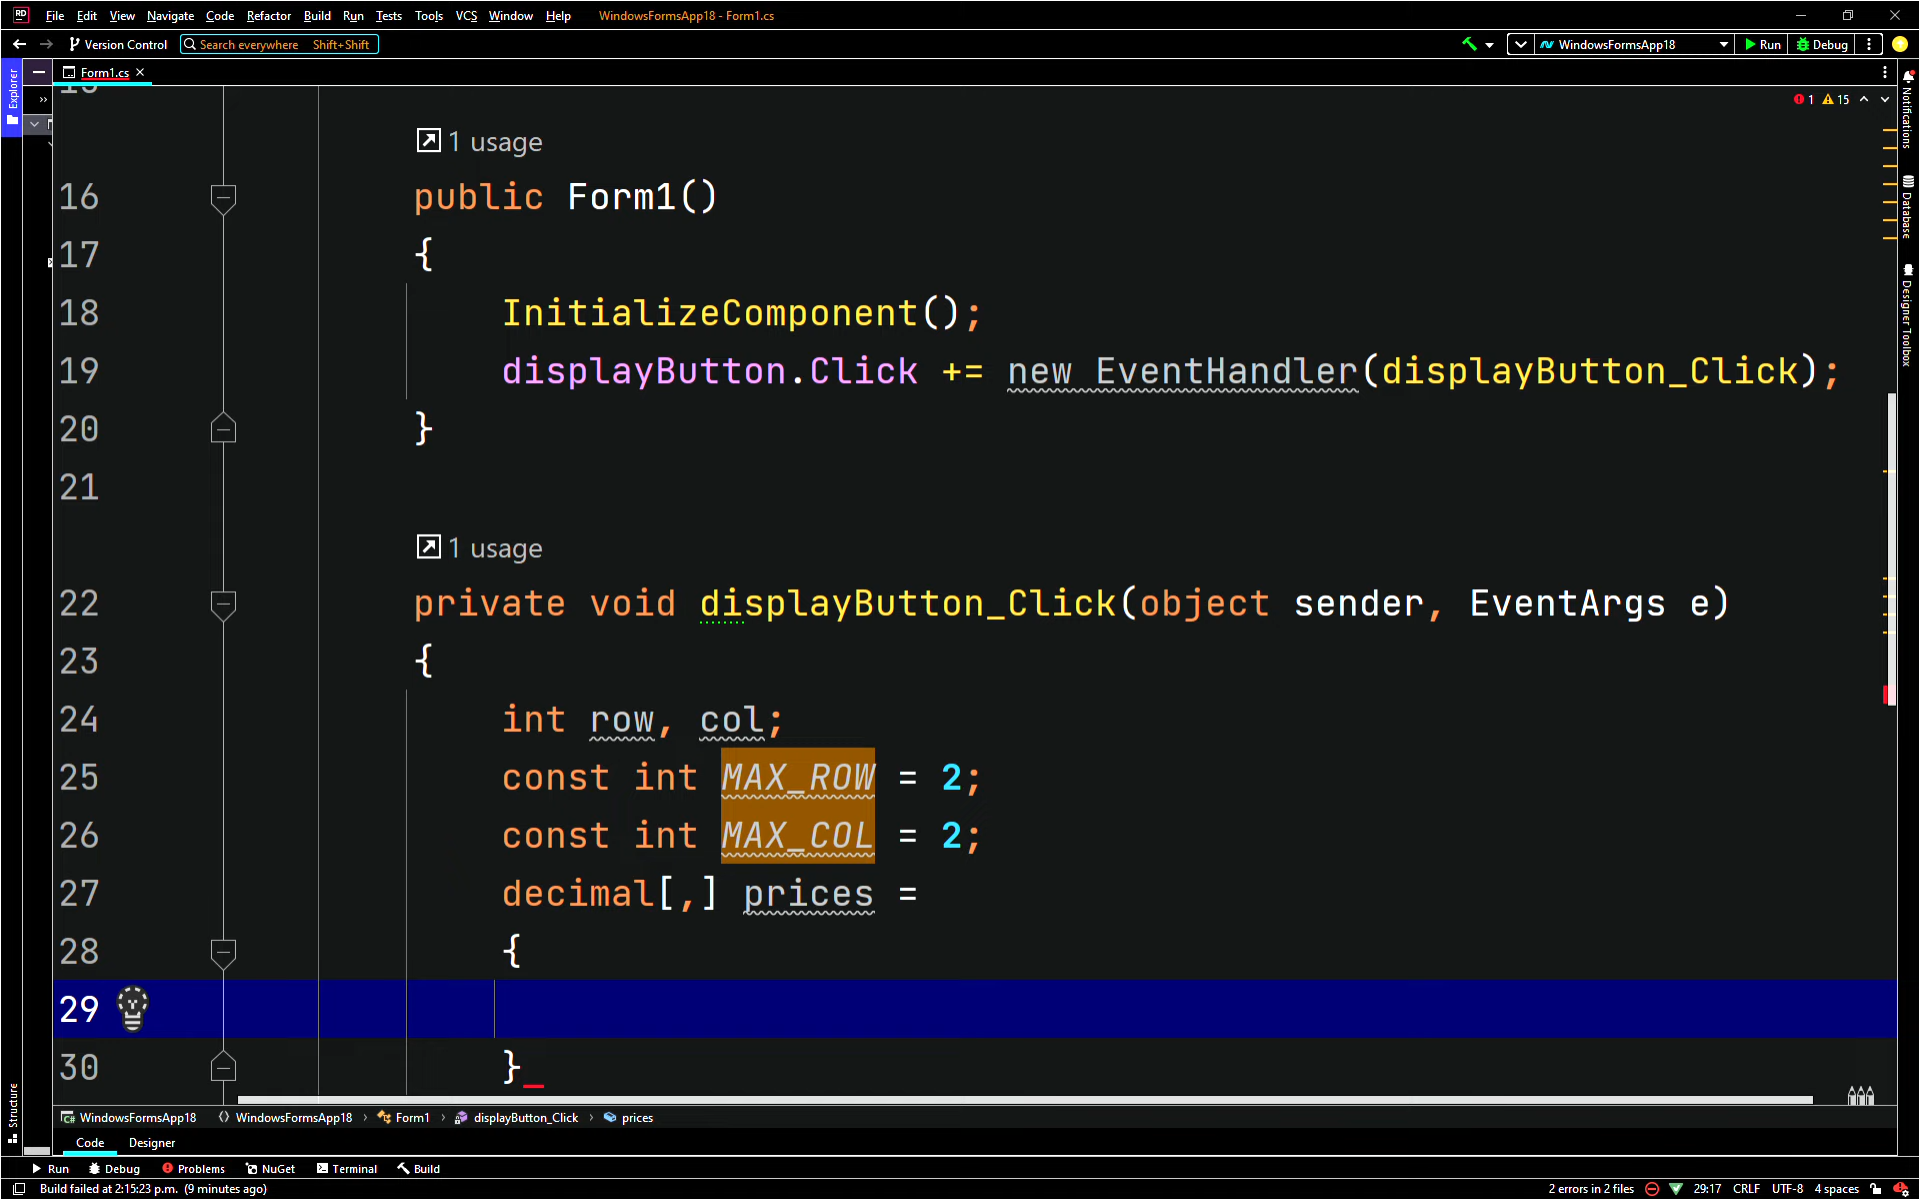 File Edit View Navigate Code Refactor Build Run Tests Tools VCS Window Help WindowsFormsApp18 - Form1.cs
Version Control Search everywhere Shift+Shift WindowsFormsApp18 Run Debug
Explorer
Form1.cs
1 15
Notifications
Database
Designer Toolbox
1 usage
16 public Form1()
17 {
18 InitializeComponent();
19 displayButton.Click += new EventHandler(displayButton_Click);
20 }
21
1 usage
22 private void displayButton_Click(object sender, EventArgs e)
23 {
24 int row, col;
25 const int MAX_ROW = 2;
26 const int MAX_COL = 2;
27 decimal[,] prices =
28 {
29
30 }
Structure
C# WindowsFormsApp18 WindowsFormsApp18 › Form1 › displayButton_Click › prices
Code Designer
Run Debug Problems NuGet Terminal Build
Build failed at 2:15:23 p.m. (9 minutes ago) 2 errors in 2 files 29:17 CRLF UTF-8 4 spaces